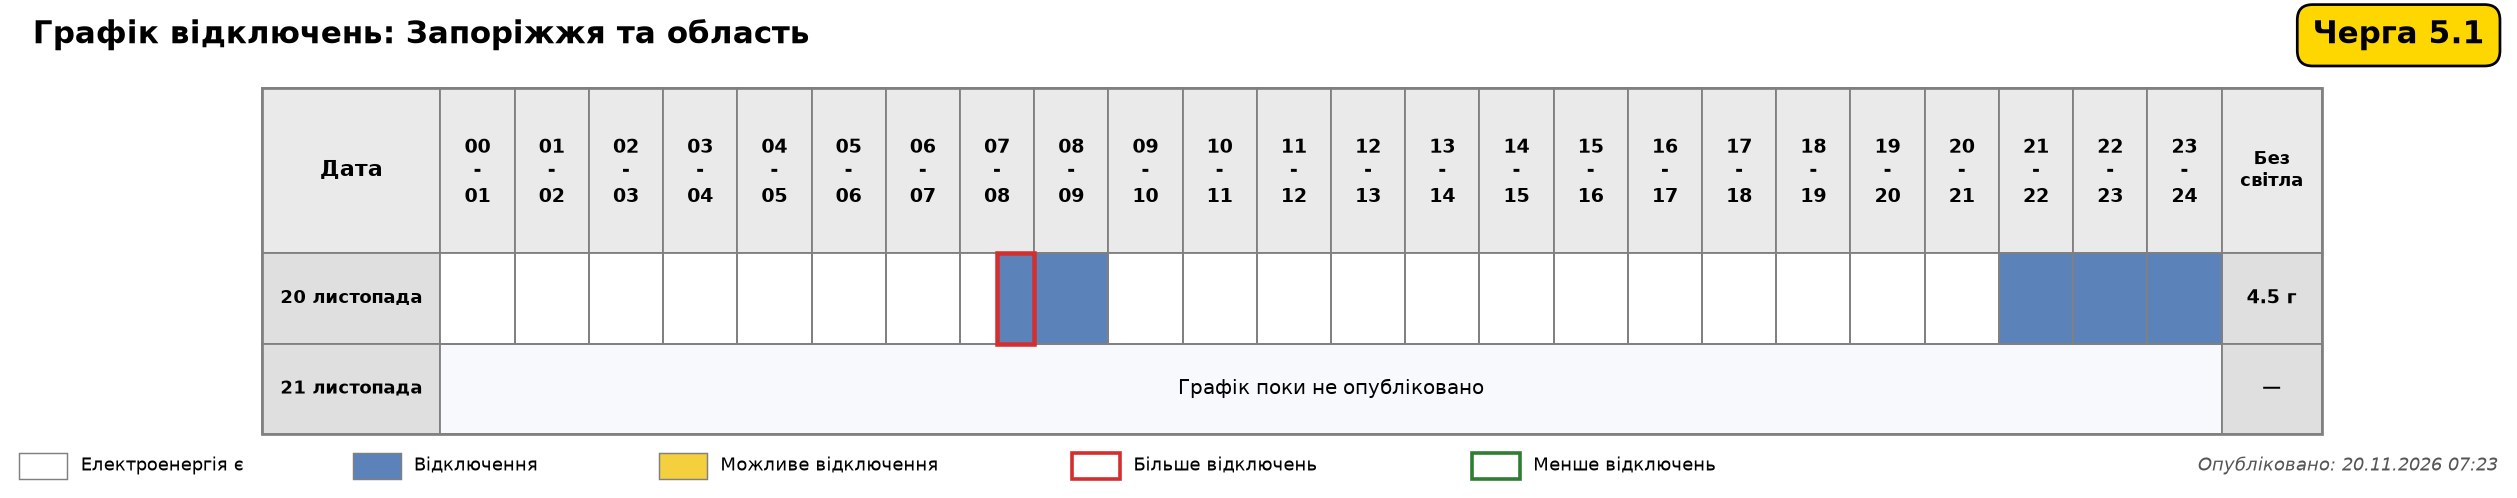 Графік відключень: Запоріжжя та область
Черга 5.1
Дата
00 - 01
01 - 02
02 - 03
03 - 04
04 - 05
05 - 06
06 - 07
07 - 08
08 - 09
09 - 10
10 - 11
11 - 12
12 - 13
13 - 14
14 - 15
15 - 16
16 - 17
17 - 18
18 - 19
19 - 20
20 - 21
21 - 22
22 - 23
23 - 24
Без
світла
20 листопада
4.5 г
21 листопада
Графік поки не опубліковано
—
Електроенергія є
Відключення
Можливе відключення
Більше відключень
Менше відключень
Опубліковано: 20.11.2026 07:23